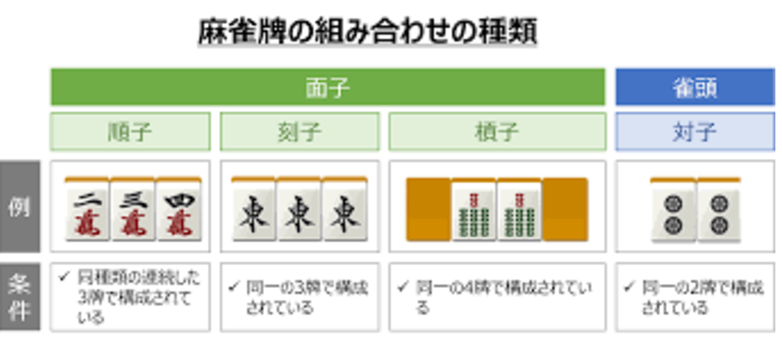 麻雀牌の組み合わせの種類
面子
雀頭
順子
刻子
槓子
対子
例
二 三 四
萬 萬 萬
東 東 東
条件
✓ 同種類の連続した
3牌で構成されて
いる
✓ 同一の3牌で構成
されている
✓ 同一の4牌で構成されてい
る
✓ 同一の2牌で構成
されている